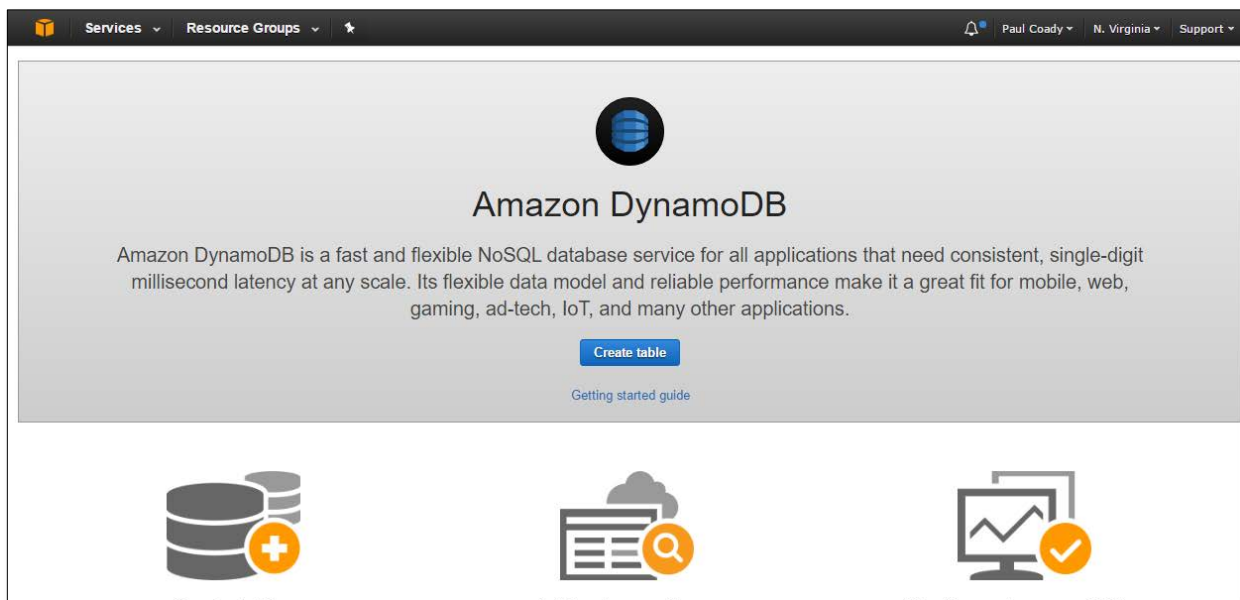 Services Resource Groups Paul Coady N. Virginia Support
Amazon DynamoDB
Amazon DynamoDB is a fast and flexible NoSQL database service for all applications that need consistent, single-digit
millisecond latency at any scale. Its flexible data model and reliable performance make it a great fit for mobile, web,
gaming, ad-tech, IoT, and many other applications.
Create table
Getting started guide